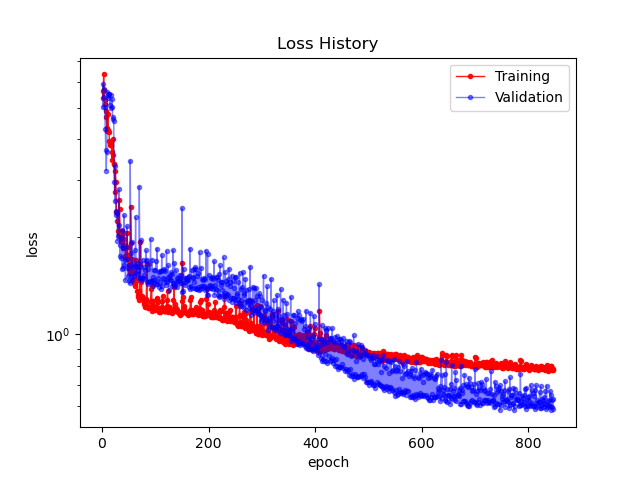 Loss History
Training
Validation
loss
10⁰
0
200
400
600
800
epoch